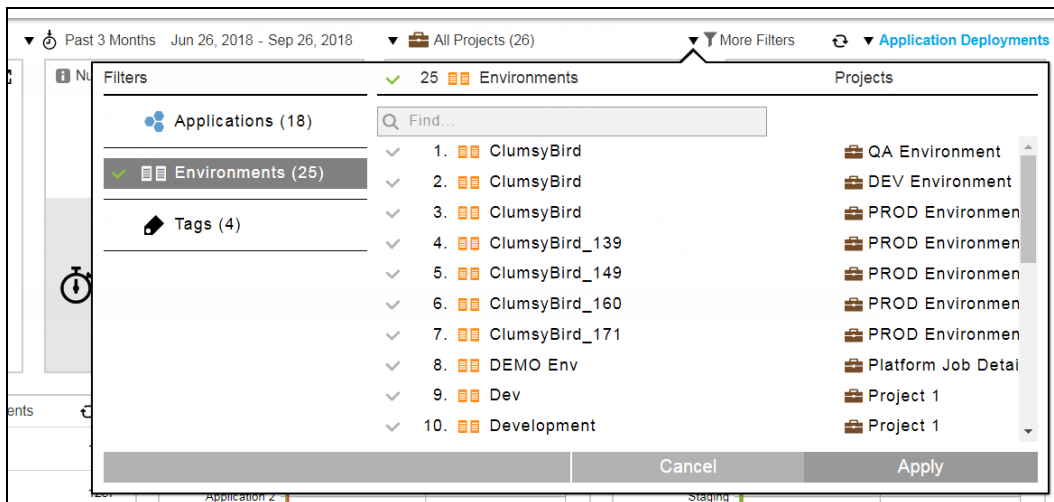 Past 3 Months Jun 26, 2018 - Sep 26, 2018 All Projects (26) More Filters Application Deployments
Nu
Filters 25 Environments Projects
Applications (18)
Find...
Environments (25)
Tags (4)
1. ClumsyBird QA Environment
2. ClumsyBird DEV Environment
3. ClumsyBird PROD Environmen
4. ClumsyBird_139 PROD Environmen
5. ClumsyBird_149 PROD Environmen
6. ClumsyBird_160 PROD Environmen
7. ClumsyBird_171 PROD Environmen
8. DEMO Env Platform Job Detai
9. Dev Project 1
ents
10. Development Project 1
Cancel Apply
Application 2 Staging